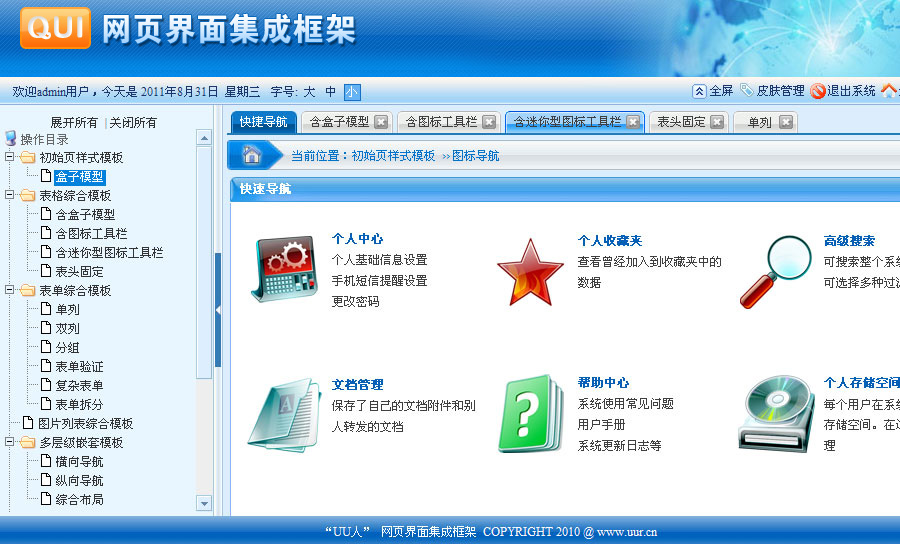 QUI 网页界面集成框架
欢迎admin用户，今天是 2011年8月31日 星期三 字号: 大 中 小
全屏 皮肤管理 退出系统
展开所有 | 关闭所有
操作目录
初始页样式模板
盒子模型
表格综合模板
含盒子模型
含图标工具栏
含迷你型图标工具栏
表头固定
表单综合模板
单列
双列
分组
表单验证
复杂表单
表单拆分
图片列表综合模板
多层级嵌套模板
横向导航
纵向导航
综合布局
快捷导航 含盒子模型 含图标工具栏 含迷你型图标工具栏 表头固定 单列
当前位置：初始页样式模板 >>图标导航
快速导航
个人中心
个人基础信息设置
手机短信提醒设置
更改密码
个人收藏夹
查看曾经加入到收藏夹中的
数据
高级搜索
可搜索整个系
可选择多种过
文档管理
保存了自己的文档附件和别
人转发的文档
帮助中心
系统使用常见问题
用户手册
系统更新日志等
个人存储空间
每个用户在系
存储空间。在
理
“UU人” 网页界面集成框架 COPYRIGHT 2010 @ www.uur.cn